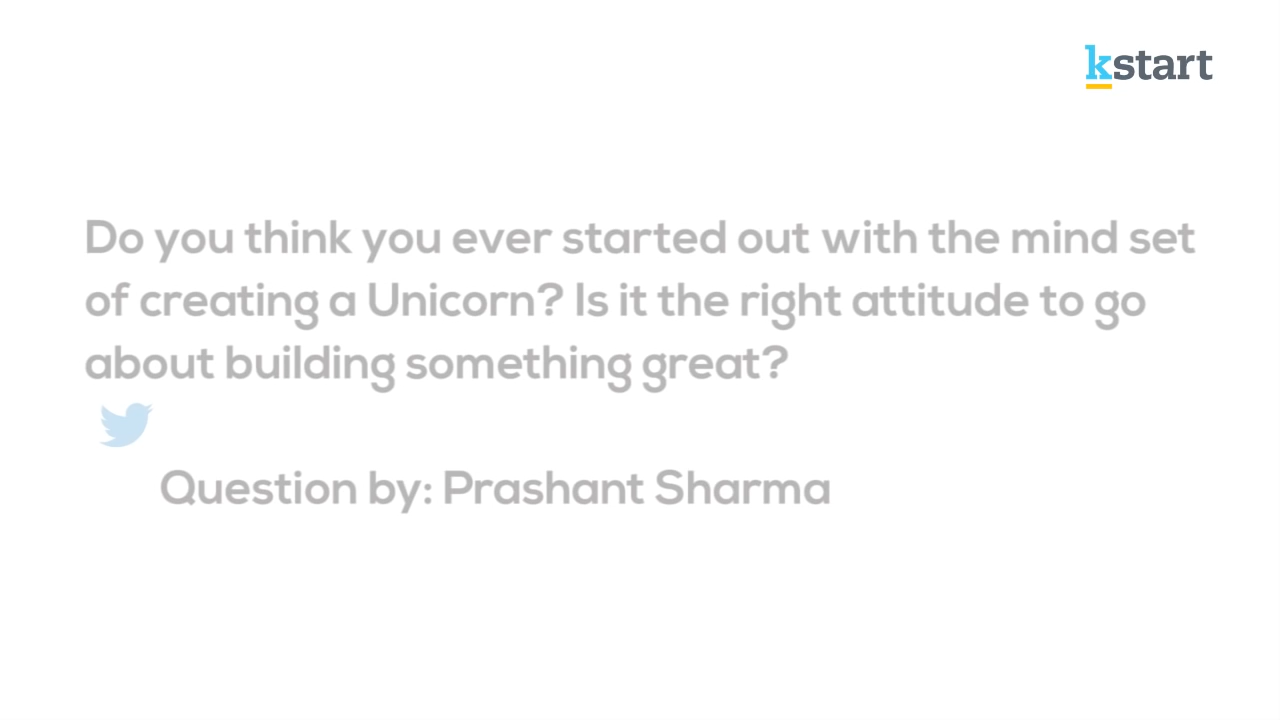 kstart
Do you think you ever started out with the mind set
of creating a Unicorn? Is it the right attitude to go
about building something great?
Question by: Prashant Sharma